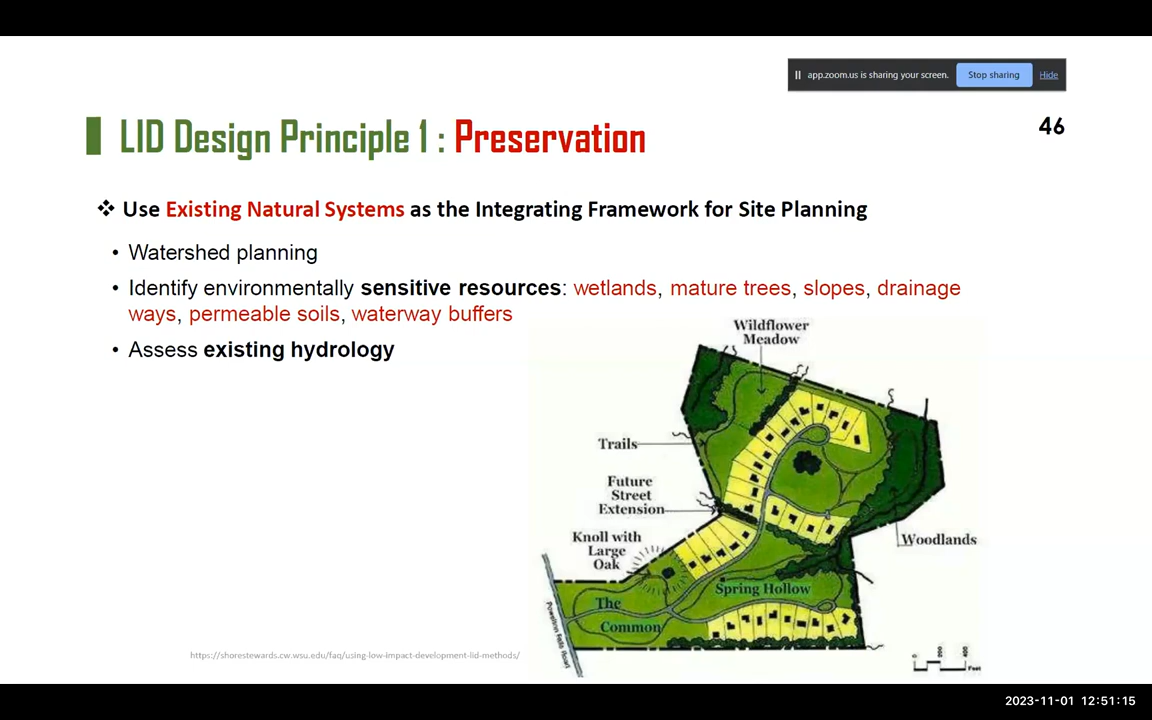 app.zoom.us is sharing your screen. Stop sharing Hide
LID Design Principle 1 : Preservation
46
❖ Use Existing Natural Systems as the Integrating Framework for Site Planning
• Watershed planning
• Identify environmentally sensitive resources: wetlands, mature trees, slopes, drainage
ways, permeable soils, waterway buffers
• Assess existing hydrology
Wildflower
Meadow
Trails
Future
Street
Extension
Knoll with
Large
Oak
Woodlands
Spring Hollow
The
Common
0 200 400
Feet
https://shorestewards.cw.wsu.edu/faq/using-low-impact-development-lid-methods/
2023-11-01 12:51:15